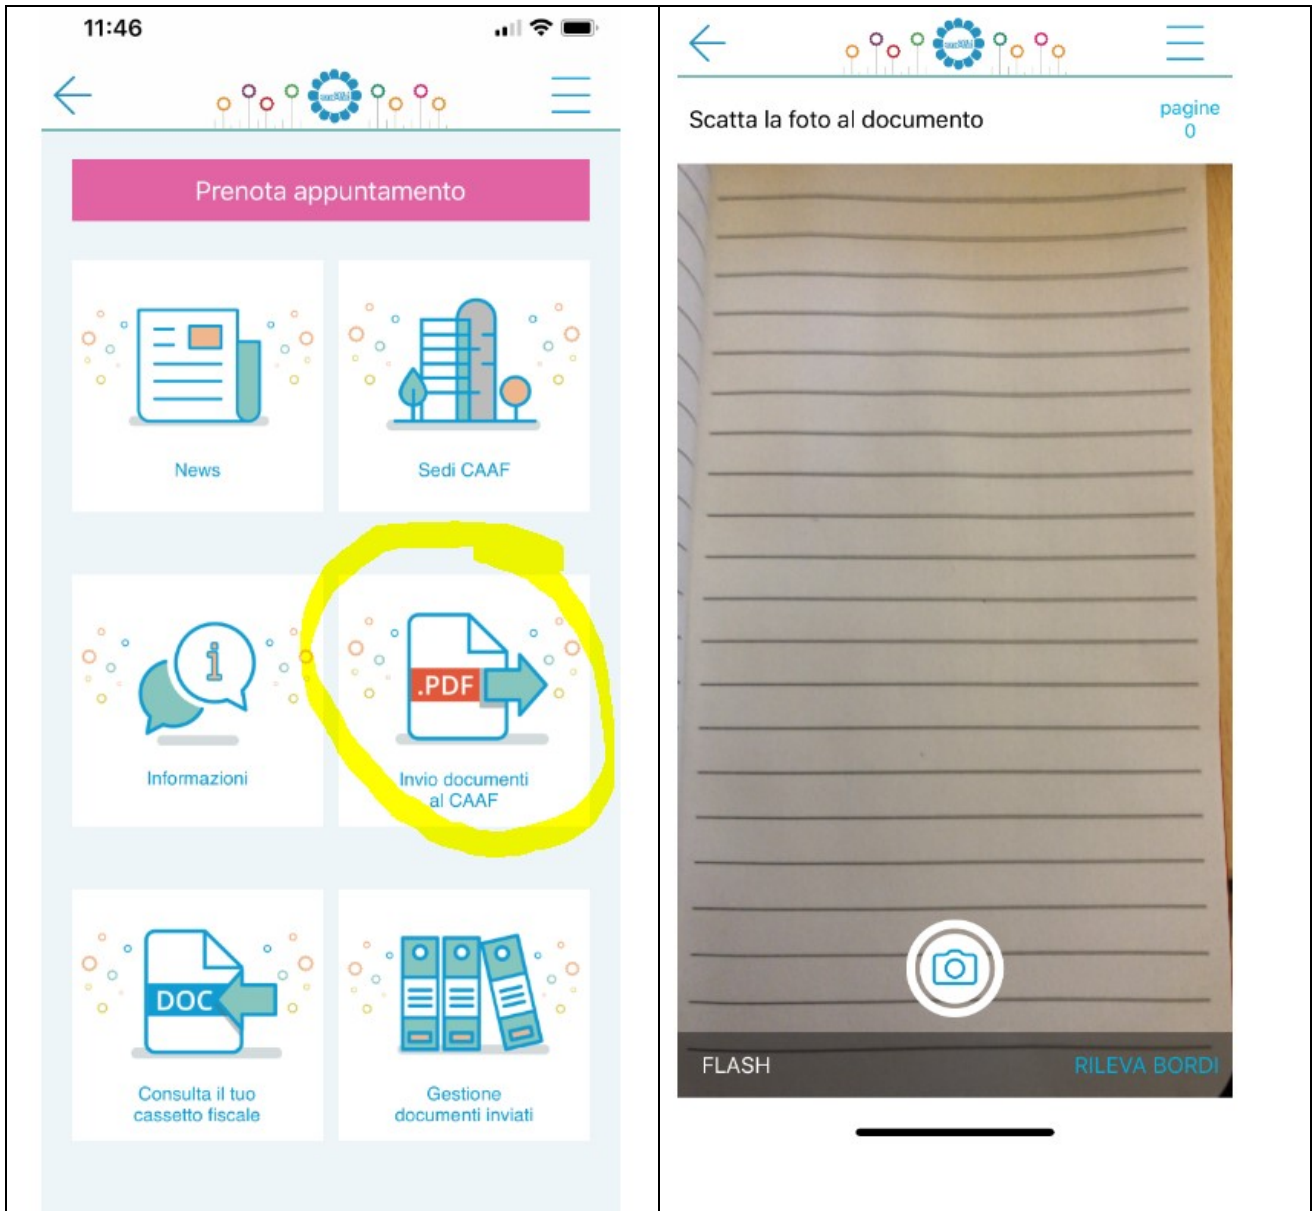 11:46
Prenota appuntamento
News
Sedi CAAF
i
Informazioni
.PDF
Invio documenti
al CAAF
DOC
Consulta il tuo
cassetto fiscale
Gestione
documenti inviati
Scatta la foto al documento
pagine
0
FLASH
RILEVA BORDI